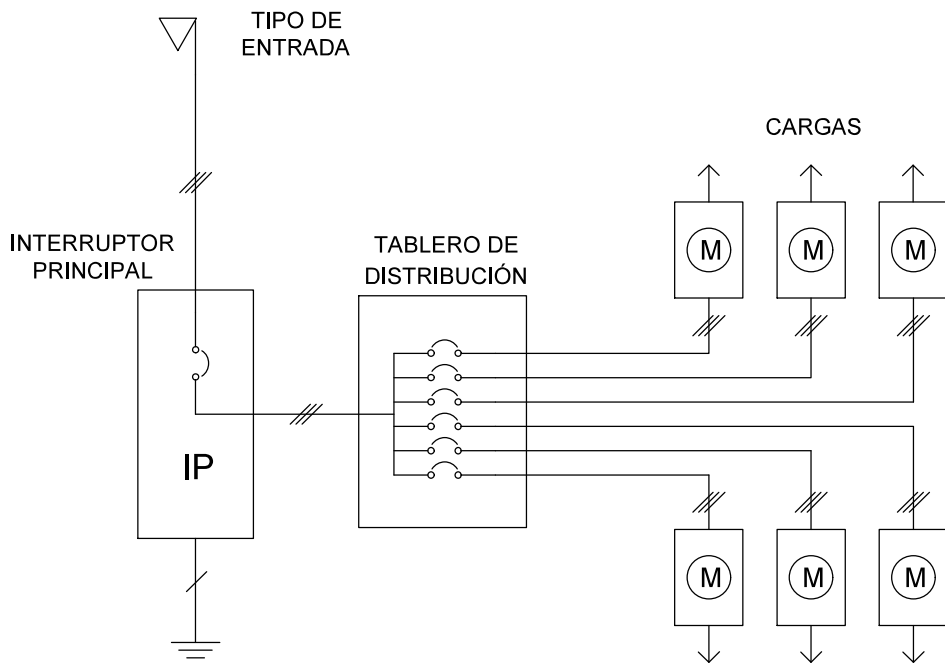 TIPO DE
ENTRADA
CARGAS
INTERRUPTOR
PRINCIPAL
TABLERO DE
DISTRIBUCIÓN
M
M
M
IP
M
M
M